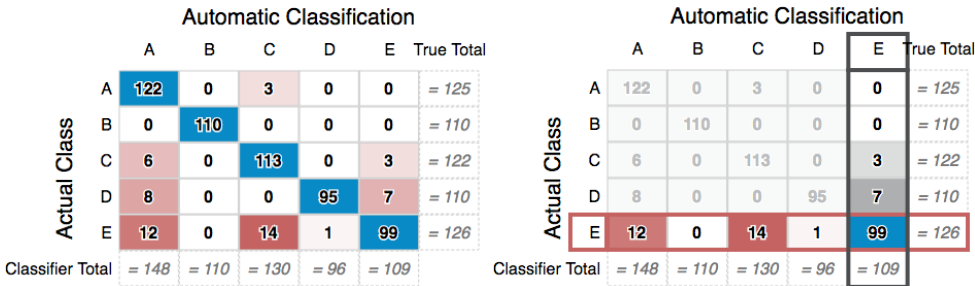 Automatic Classification
A B C D E True Total
Actual Class
A 122 0 3 0 0 = 125
B 0 110 0 0 0 = 110
C 6 0 113 0 3 = 122
D 8 0 0 95 7 = 110
E 12 0 14 1 99 = 126
Classifier Total = 148 = 110 = 130 = 96 = 109
Automatic Classification
A B C D E True Total
Actual Class
A 122 0 3 0 0 = 125
B 0 110 0 0 0 = 110
C 6 0 113 0 3 = 122
D 8 0 0 95 7 = 110
E 12 0 14 1 99 = 126
Classifier Total = 148 = 110 = 130 = 96 = 109